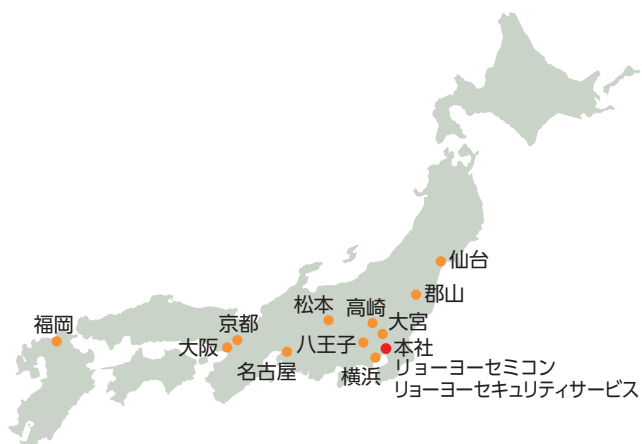 仙台
郡山
松本
高崎
大宮
福岡
京都
八王子
本社
大阪
名古屋
横浜
リョーヨーセミコン
リョーヨーセキュリティサービス